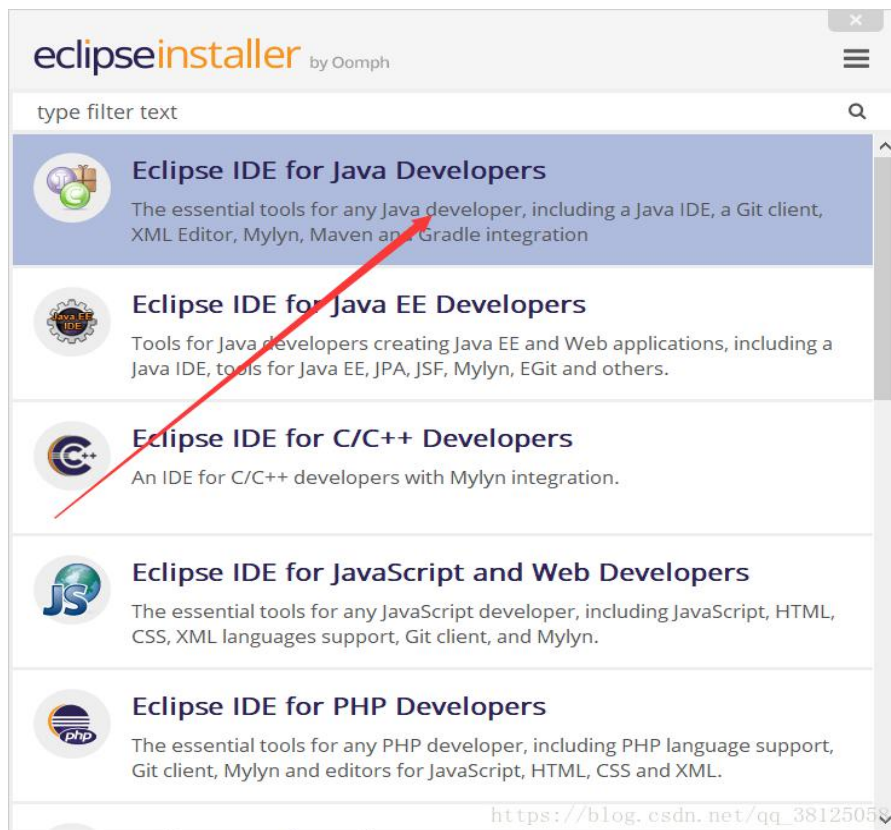 eclipseinstaller by Oomph
type filter text
Eclipse IDE for Java Developers
The essential tools for any Java developer, including a Java IDE, a Git client,
XML Editor, Mylyn, Maven and Gradle integration
Java EE
IDE
Eclipse IDE for Java EE Developers
Tools for Java developers creating Java EE and Web applications, including a
Java IDE, tools for Java EE, JPA, JSF, Mylyn, EGit and others.
C++
Eclipse IDE for C/C++ Developers
An IDE for C/C++ developers with Mylyn integration.
JS
Eclipse IDE for JavaScript and Web Developers
The essential tools for any JavaScript developer, including JavaScript, HTML,
CSS, XML languages support, Git client, and Mylyn.
php
Eclipse IDE for PHP Developers
The essential tools for any PHP developer, including PHP language support,
Git client, Mylyn and editors for JavaScript, HTML, CSS and XML.
https://blog.csdn.net/qq_38125058